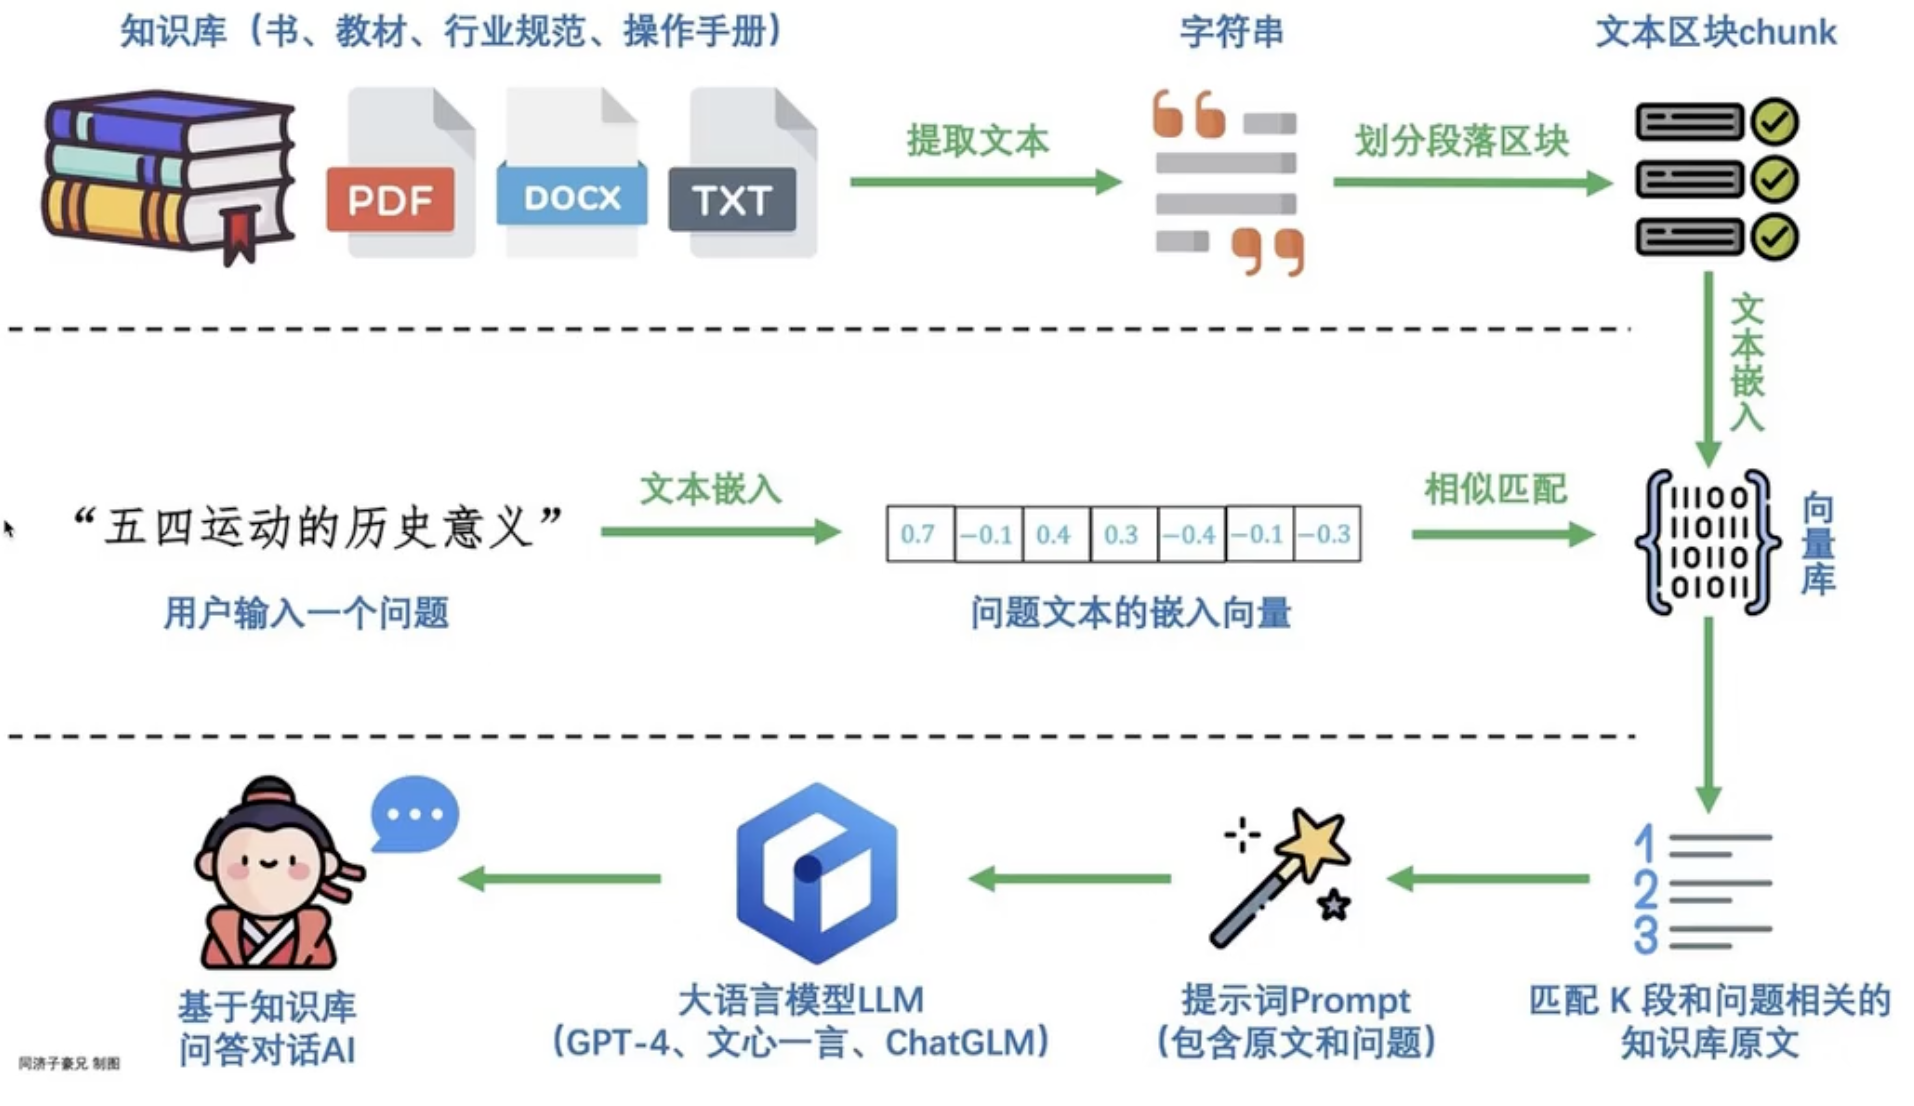 知识库（书、教材、行业规范、操作手册）
字符串
文本区块chunk
PDF
DOCX
TXT
提取文本
划分段落区块
文本嵌入
“五四运动的历史意义”
用户输入一个问题
文本嵌入
0.7 −0.1 0.4 0.3 −0.4 −0.1 −0.3
问题文本的嵌入向量
相似匹配
11100
110111
10110
01011
向量库
1
2
3
匹配 K 段和问题相关的
知识库原文
提示词Prompt
（包含原文和问题）
大语言模型LLM
（GPT-4、文心一言、ChatGLM）
基于知识库
问答对话AI
同济子豪兄 制图